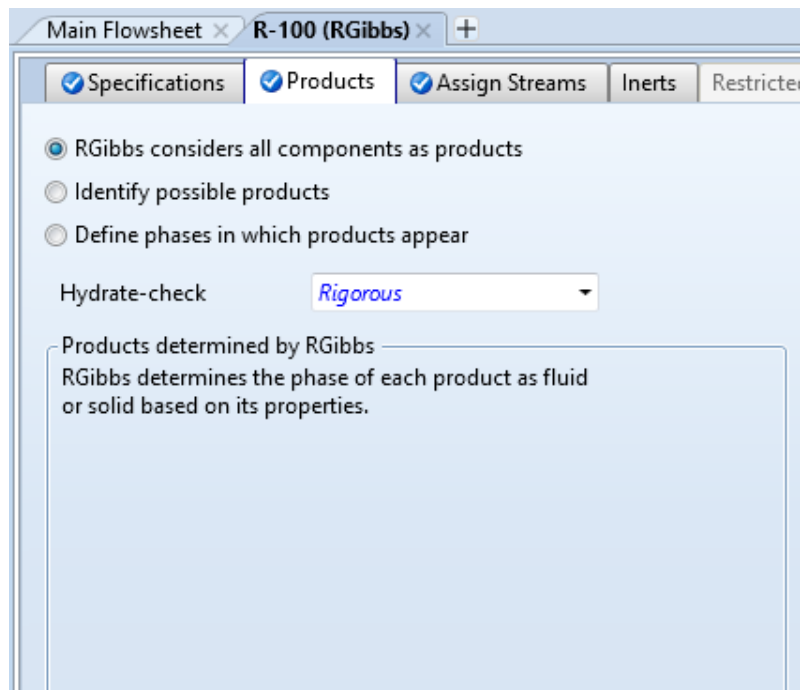 Main Flowsheet × R-100 (RGibbs) × +
Specifications Products Assign Streams Inerts Restricted
RGibbs considers all components as products
Identify possible products
Define phases in which products appear
Hydrate-check Rigorous
Products determined by RGibbs
RGibbs determines the phase of each product as fluid
or solid based on its properties.